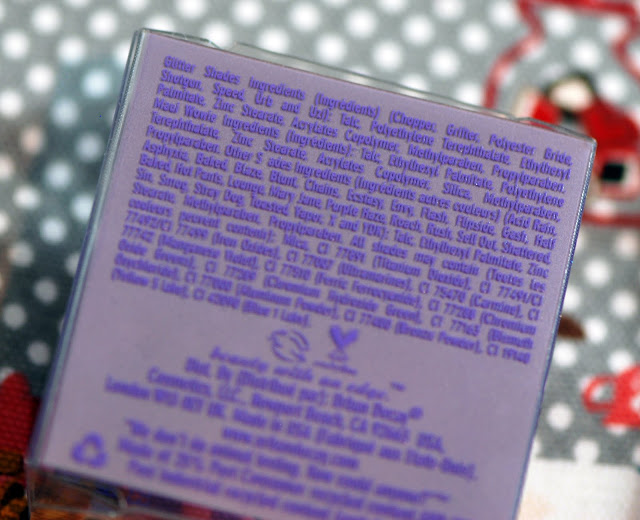 Glitter Shades Ingredients (Ingrédients) (Chopper, Grifter, Polyester Bride,
Shotgun, Speed, Grb and Uzi): Talc, Polyethylene Terephthalate, Ethylhexyl
Palmitate, Zinc Stearate, Acrylates Copolymer, Methylparaben, Propylparaben.
Ingredients (Ingrédients): Talc, Ethylhexyl Palmitate, Polyethylene
Terephthalate, Zinc Stearate, Acrylates Copolymer, Silica, Methylparaben,
Propylparaben. Other S ades Ingredients (Ingrédients autres couleurs) (Acid Rain,
Asphyxia, Baked, Blaze, Blunt, Chains, Ecstasy, Envy, Flash, Flipside, Gash, Half
Baked, Hot Pants, Lounge, Mary Jane, Purple Haze, Roach, Rush, Sell Out, Shattered,
Sin, Smog, Stray Dog, Toasted, Vapor, X and YDK): Talc, Ethylhexyl Palmitate, Zinc
Stearate, Methylparaben, Propylparaben. All shades may contain (Toutes les
couleurs peuvent contenir): Mica, CI 77891 (Titanium Dioxide), CI 77491/CI
77492/CI 77499 (Iron Oxides), CI 77007 (Ultramarines), CI 75470 (Carmine), CI
77742 (Manganese Violet), CI 77510 (Ferric Ferrocyanide), CI 77288 (Chromium
Oxide Greens), CI 77289 (Chromium Hydroxide Green), CI 77163 (Bismuth
Oxychloride), CI 77000 (Aluminum Powder), CI 77400 (Bronze Powder), CI 19140
(Yellow 5 Lake), CI 42090 (Blue 1 Lake).
beauty with an edge.™
Dist. By (Distribué par): Urban Decay®
Cosmetics, LLC., Newport Beach, CA 92663 USA,
London W6 Made in USA (Fabriqué aux États-Unis).
www.urbandecay.com
"We don't do animal testing. How could anyone?"™
Made of 20% Post Consumer recycled content
Post Industrial recycled content